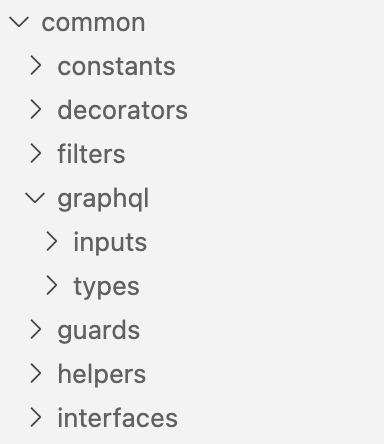 common
constants
decorators
filters
graphql
inputs
types
guards
helpers
interfaces